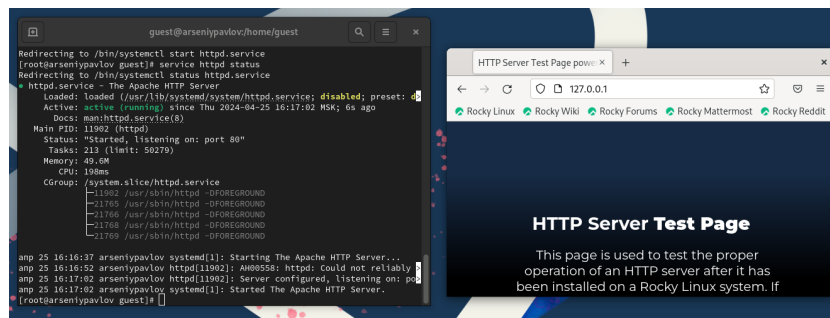 guest@arseniypavlov:/home/guest
Redirecting to /bin/systemctl start httpd.service
[root@arseniypavlov guest]# service httpd status
Redirecting to /bin/systemctl status httpd.service
● httpd.service - The Apache HTTP Server
Loaded: loaded (/usr/lib/systemd/system/httpd.service; disabled; preset: d>
Active: active (running) since Thu 2024-04-25 16:17:02 MSK; 6s ago
Docs: man:httpd.service(8)
Main PID: 11902 (httpd)
Status: "Started, listening on: port 80"
Tasks: 213 (limit: 50279)
Memory: 49.6M
CPU: 198ms
CGroup: /system.slice/httpd.service
├─11902 /usr/sbin/httpd -DFOREGROUND
├─21765 /usr/sbin/httpd -DFOREGROUND
├─21766 /usr/sbin/httpd -DFOREGROUND
├─21768 /usr/sbin/httpd -DFOREGROUND
└─21769 /usr/sbin/httpd -DFOREGROUND
апр 25 16:16:37 arseniypavlov systemd[1]: Starting The Apache HTTP Server...
апр 25 16:16:52 arseniypavlov httpd[11902]: AH00558: httpd: Could not reliably >
апр 25 16:17:02 arseniypavlov httpd[11902]: Server configured, listening on: po>
апр 25 16:17:02 arseniypavlov systemd[1]: Started The Apache HTTP Server.
[root@arseniypavlov guest]#
HTTP Server Test Page powe
127.0.0.1
Rocky Linux Rocky Wiki Rocky Forums Rocky Mattermost Rocky Reddit
HTTP Server Test Page
This page is used to test the proper
operation of an HTTP server after it has
been installed on a Rocky Linux system. If